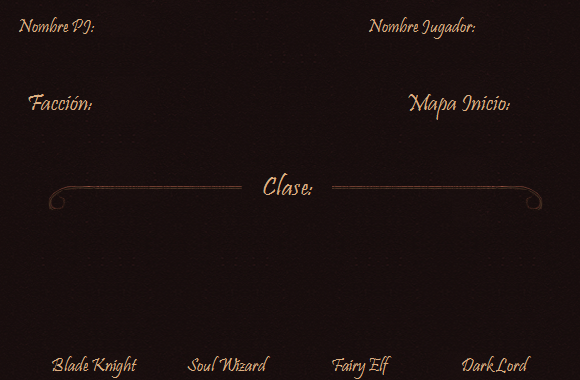 Nombre PJ: Nombre Jugador:
Facción: Mapa Inicio:
Clase:
Blade Knight Soul Wizard Fairy Elf Dark Lord